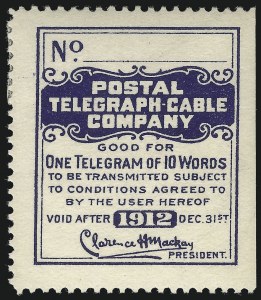 No.
POSTAL
TELEGRAPH-CABLE
COMPANY
GOOD FOR
ONE TELEGRAM OF 10 WORDS
TO BE TRANSMITTED SUBJECT
TO CONDITIONS AGREED TO
BY THE USER HEREOF
VOID AFTER 1912 DEC. 31ST.
Clarence H. Mackay
PRESIDENT.